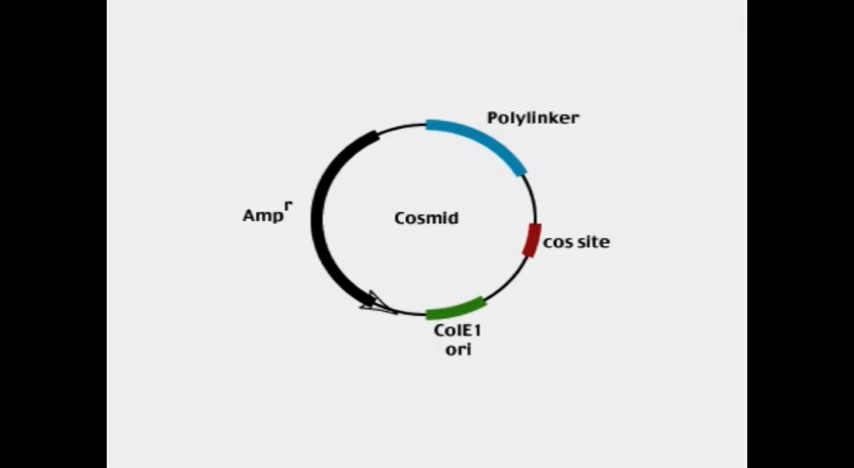 Polylinker
Amp^r
Cosmid
cos site
ColE1
ori